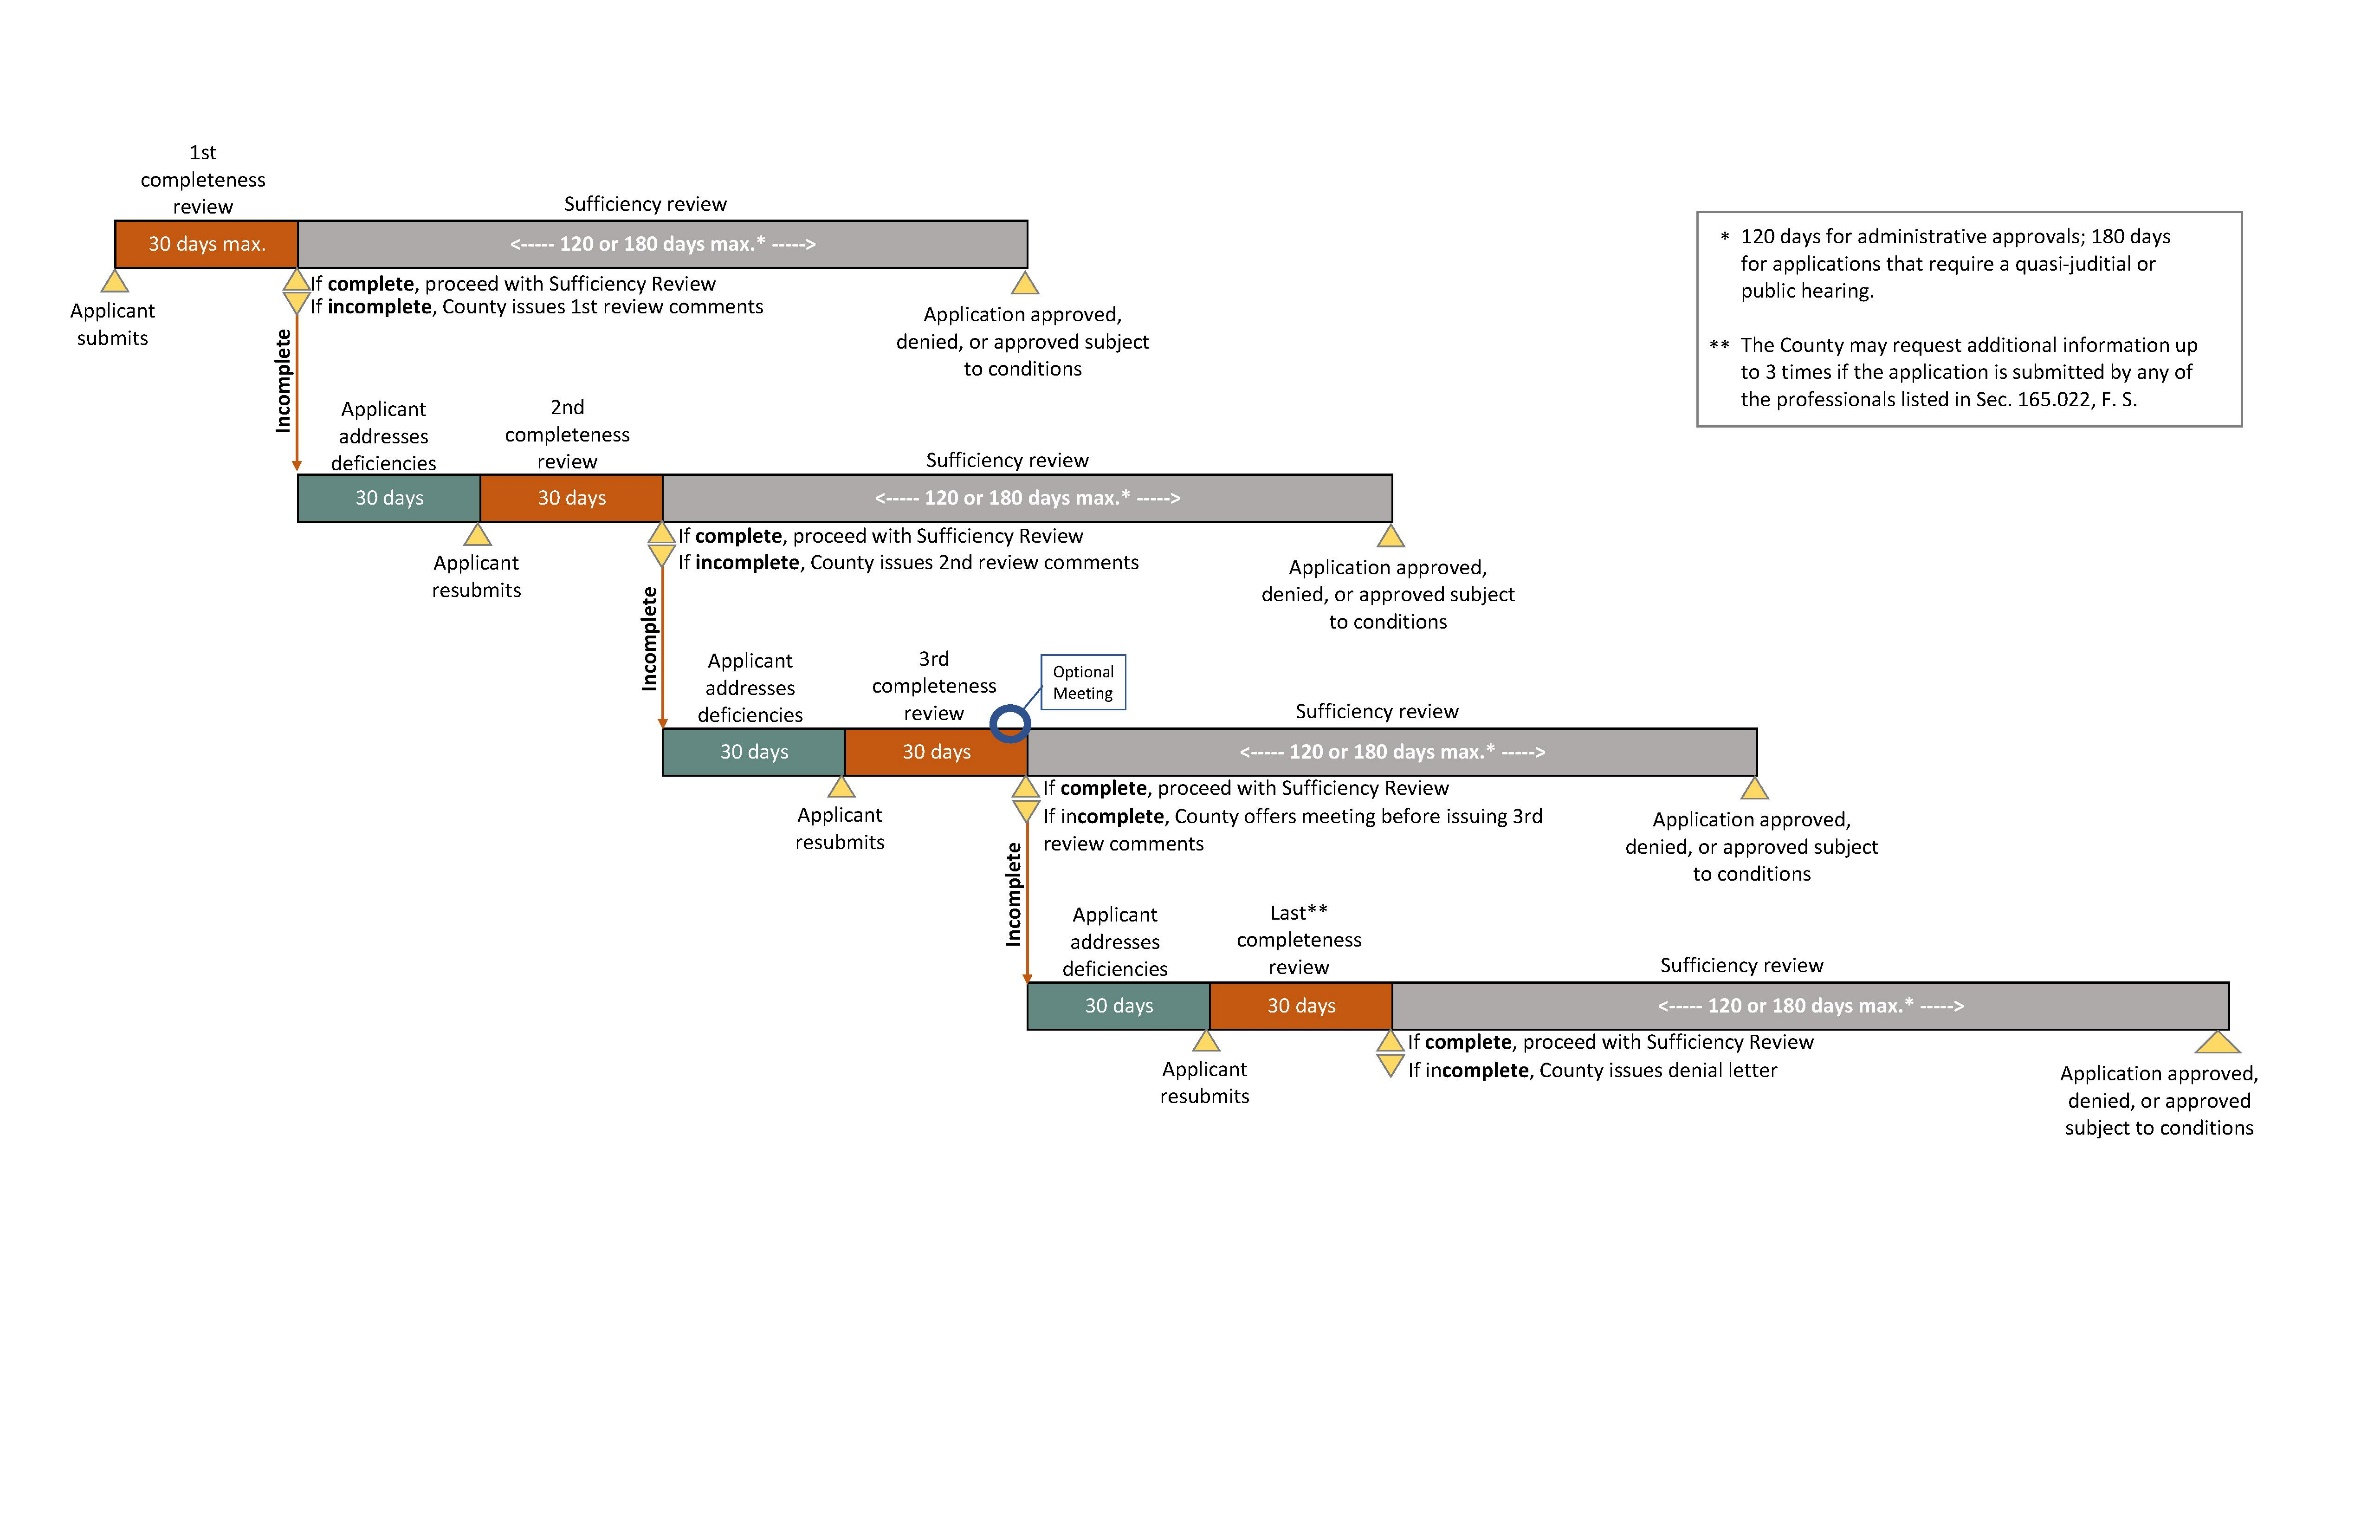 1st
completeness
review
Sufficiency review
30 days max.
<----- 120 or 180 days max.* ----->
Applicant
submits
If complete, proceed with Sufficiency Review
If incomplete, County issues 1st review comments
Application approved,
denied, or approved subject
to conditions
* 120 days for administrative approvals; 180 days
for applications that require a quasi-juditial or
public hearing.
** The County may request additional information up
to 3 times if the application is submitted by any of
the professionals listed in Sec. 165.022, F. S.
Incomplete
Applicant
addresses
deficiencies
2nd
completeness
review
Sufficiency review
30 days
30 days
<----- 120 or 180 days max.* ----->
Applicant
resubmits
If complete, proceed with Sufficiency Review
If incomplete, County issues 2nd review comments
Application approved,
denied, or approved subject
to conditions
Incomplete
Applicant
addresses
deficiencies
3rd
completeness
review
Optional
Meeting
Sufficiency review
30 days
30 days
<----- 120 or 180 days max.* ----->
Applicant
resubmits
If complete, proceed with Sufficiency Review
If incomplete, County offers meeting before issuing 3rd
review comments
Application approved,
denied, or approved subject
to conditions
Incomplete
Applicant
addresses
deficiencies
Last**
completeness
review
Sufficiency review
30 days
30 days
<----- 120 or 180 days max.* ----->
Applicant
resubmits
If complete, proceed with Sufficiency Review
If incomplete, County issues denial letter
Application approved,
denied, or approved
subject to conditions